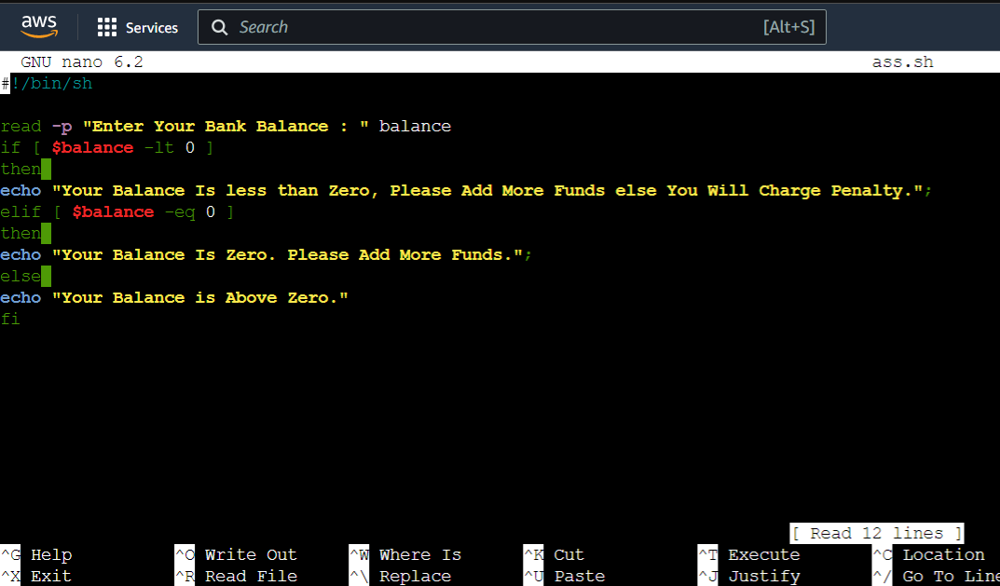 aws Services Search [Alt+S]
GNU nano 6.2 ass.sh
#!/bin/sh
read -p "Enter Your Bank Balance : " balance
if [ $balance -lt 0 ]
then
echo "Your Balance Is less than Zero, Please Add More Funds else You Will Charge Penalty.";
elif [ $balance -eq 0 ]
then
echo "Your Balance Is Zero. Please Add More Funds.";
else
echo "Your Balance is Above Zero."
fi
[ Read 12 lines ]
^G Help ^O Write Out ^W Where Is ^K Cut ^T Execute ^C Location
^X Exit ^R Read File ^\ Replace ^U Paste ^J Justify ^/ Go To Line